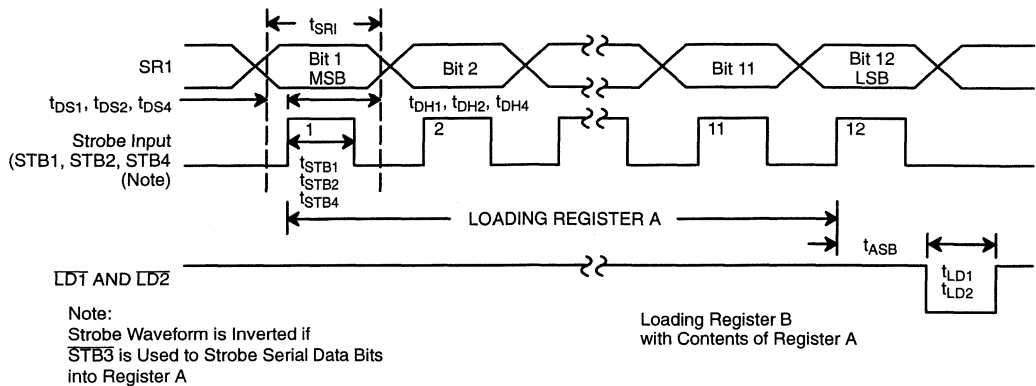 tSRI
SR1
Bit 1
MSB
Bit 2
Bit 11
Bit 12
LSB
tDS1, tDS2, tDS4
tDH1, tDH2, tDH4
Strobe Input
(STB1, STB2, STB4
(Note)
1
2
11
12
tSTB1
tSTB2
tSTB4
LOADING REGISTER A
tASB
LD1 AND LD2
tLD1
tLD2
Note:
Strobe Waveform is Inverted if
STB3 is Used to Strobe Serial Data Bits
into Register A
Loading Register B
with Contents of Register A